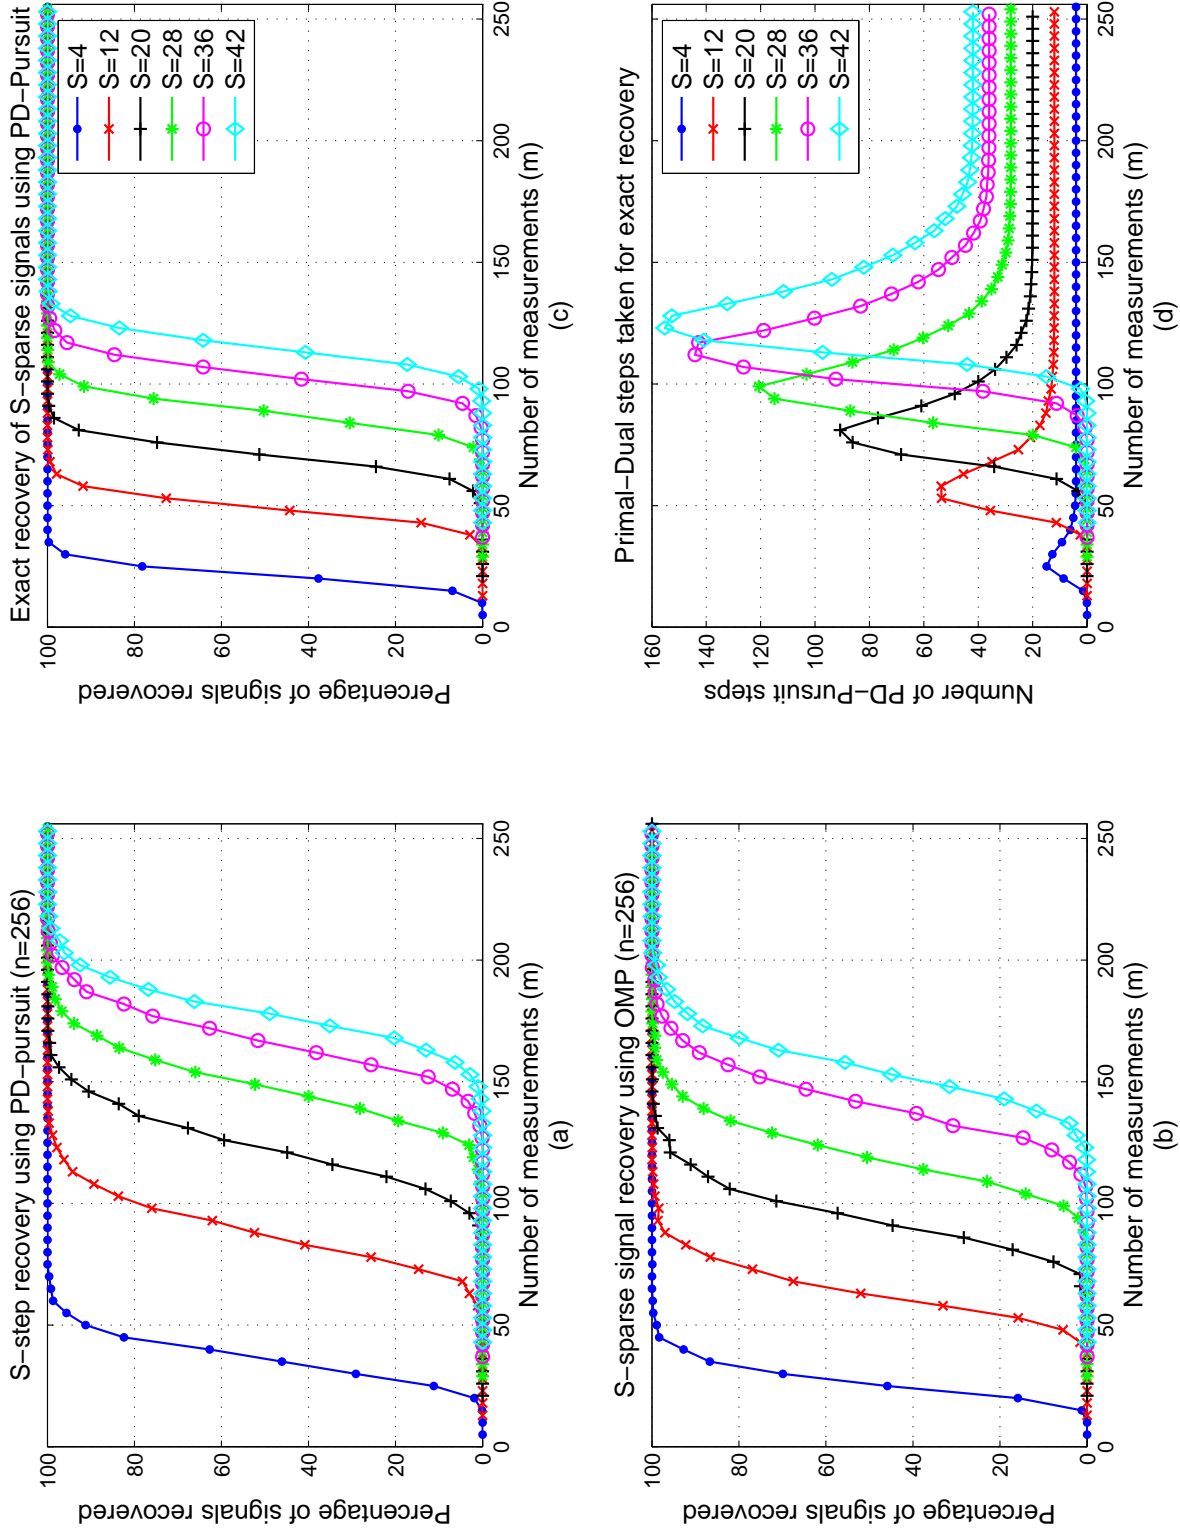 S-step recovery using PD-pursuit (n=256)
Percentage of signals recovered
100
80
60
40
20
0
0 50 100 150 200 250
Number of measurements (m)
(a)
Exact recovery of S-sparse signals using PD-Pursuit
Percentage of signals recovered
100
80
60
40
20
0
0 50 100 150 200 250
Number of measurements (m)
(c)
S=4
S=12
S=20
S=28
S=36
S=42
S-sparse signal recovery using OMP (n=256)
Percentage of signals recovered
100
80
60
40
20
0
0 50 100 150 200 250
Number of measurements (m)
(b)
Primal-Dual steps taken for exact recovery
Number of PD-Pursuit steps
160
140
120
100
80
60
40
20
0
0 50 100 150 200 250
Number of measurements (m)
(d)
S=4
S=12
S=20
S=28
S=36
S=42